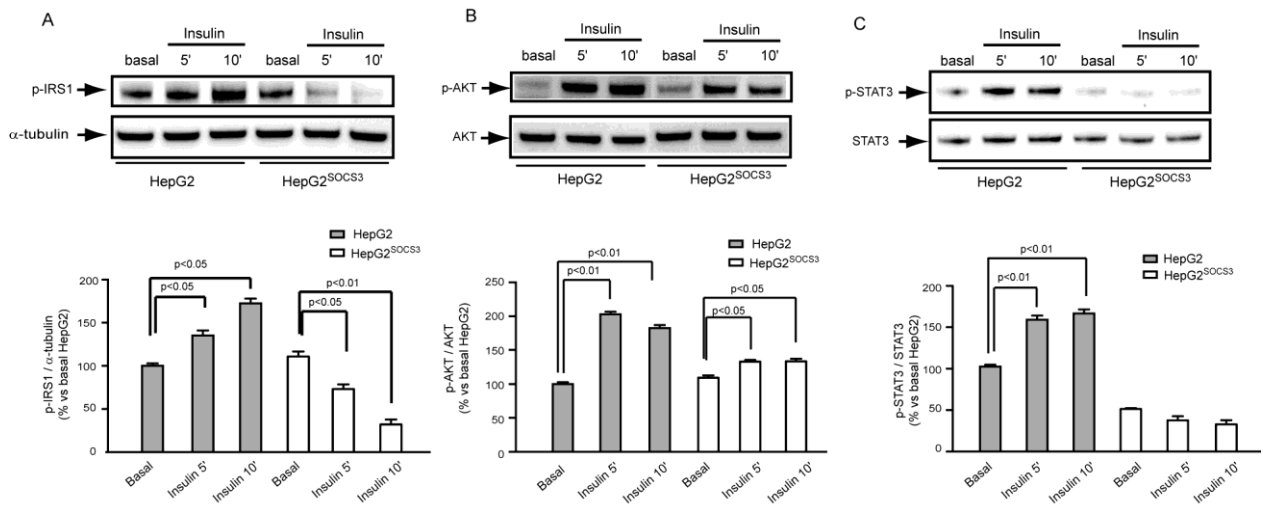 A
Insulin
basal 5' 10' basal 5' 10'
p-IRS1
α-tubulin
HepG2 HepG2SOCS3
HepG2
HepG2SOCS3
p-IRS1 / α-tubulin
(% vs basal HepG2)
200
150
100
50
0
p<0.05
p<0.05
p<0.01
p<0.05
Basal
Insulin 5'
Insulin 10'
Basal
Insulin 5'
Insulin 10'
B
Insulin Insulin
basal 5' 10' basal 5' 10'
p-AKT
AKT
HepG2 HepG2SOCS3
HepG2
HepG2SOCS3
p-AKT / AKT
(% vs basal HepG2)
200
150
100
50
0
p<0.01
p<0.01
p<0.05
p<0.05
Basal
Insulin 5'
Insulin 10'
Basal
Insulin 5'
Insulin 10'
C
Insulin Insulin
basal 5' 10' basal 5' 10'
p-STAT3
STAT3
HepG2 HepG2SOCS3
HepG2
HepG2SOCS3
p-STAT3 / STAT3
(% vs basal HepG2)
200
150
100
50
0
p<0.01
p<0.01
Basal
Insulin 5'
Insulin 10'
Basal
Insulin 5'
Insulin 10'